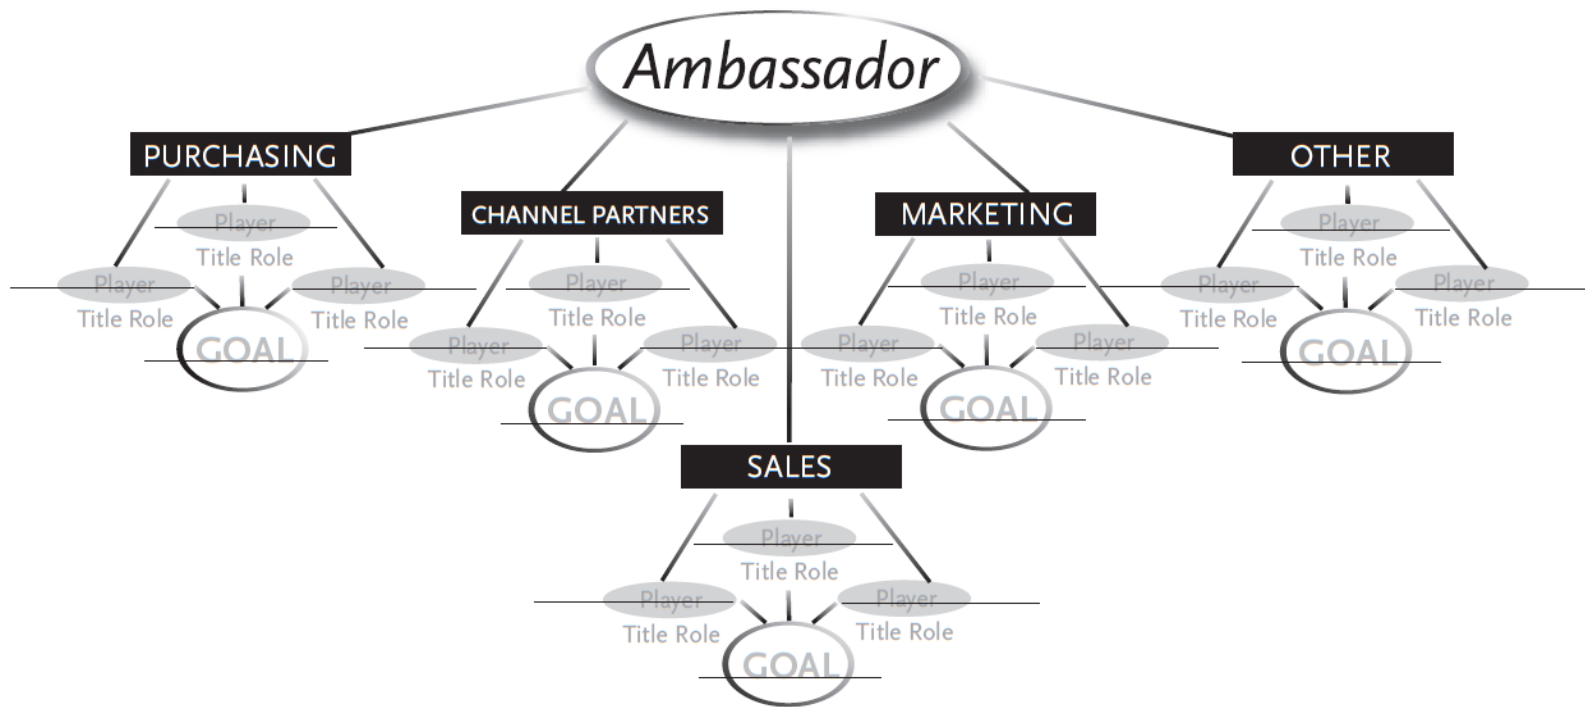 Ambassador
PURCHASING
Player
Title Role
Player
Title Role
Player
Title Role
GOAL
CHANNEL PARTNERS
Player
Title Role
Player
Title Role
Player
Title Role
GOAL
MARKETING
Player
Title Role
Player
Title Role
Player
Title Role
GOAL
OTHER
Player
Title Role
Player
Title Role
Player
Title Role
GOAL
SALES
Player
Title Role
Player
Title Role
Player
Title Role
GOAL